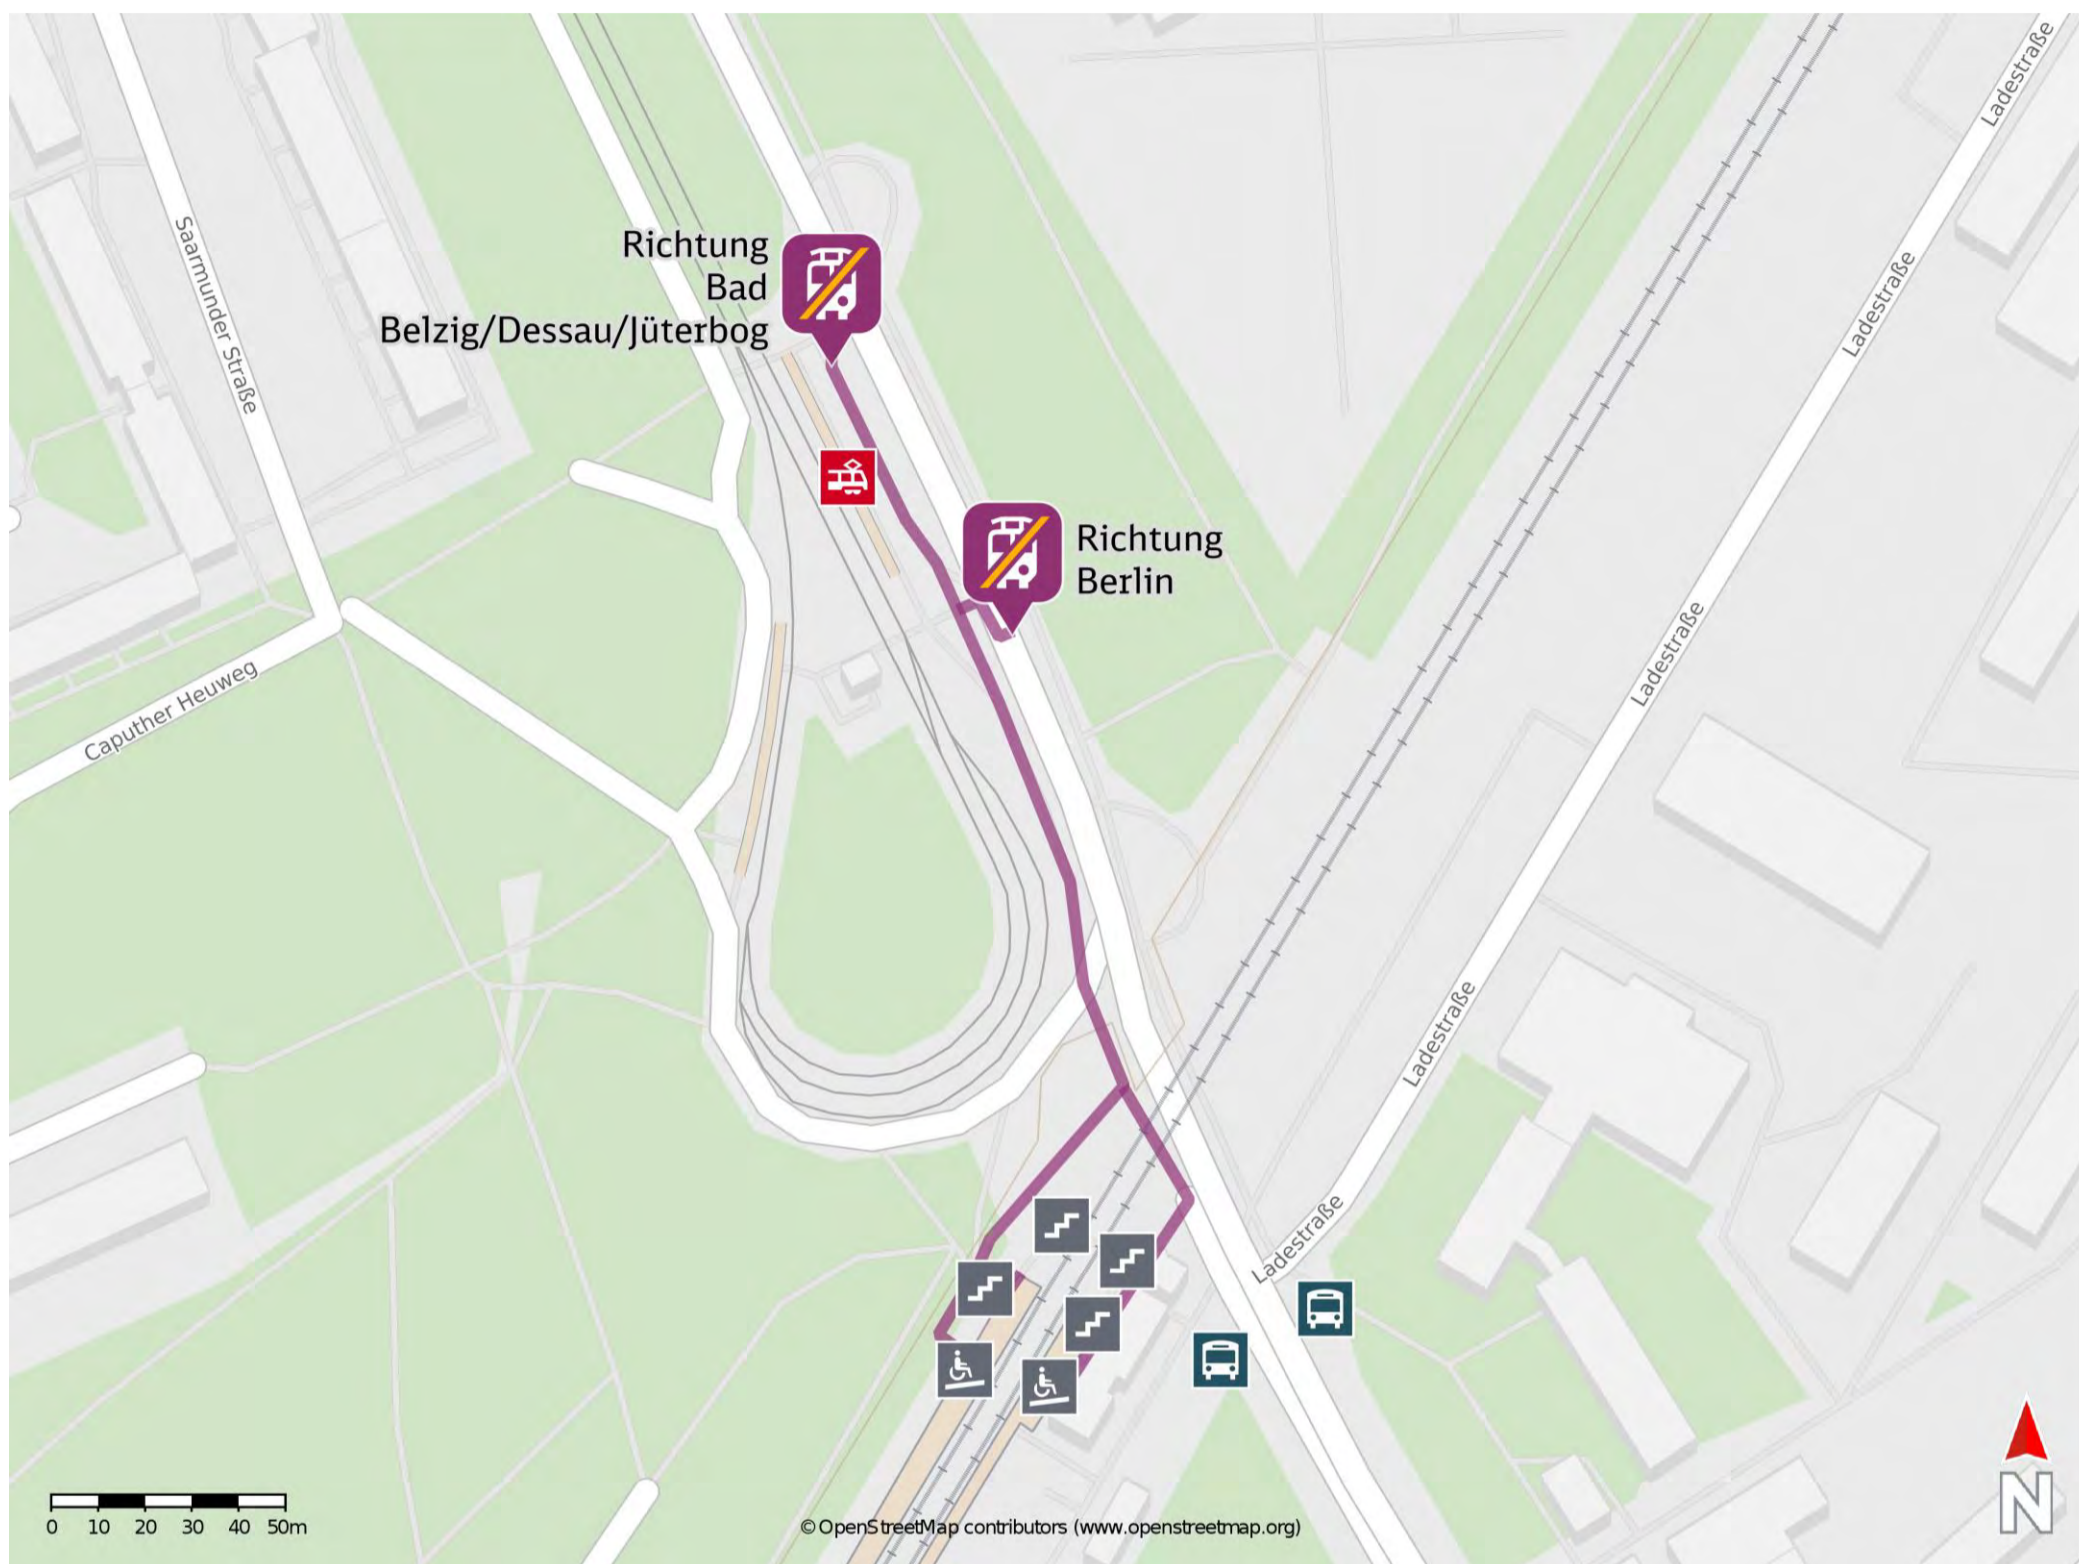 Ladestraße
Saarmunder Straße
Richtung
Bad
Belzig/Dessau/Jüterbog
Ladestraße
Richtung
Berlin
Ladestraße
Caputher Heuweg
Ladestraße
Ladestraße
0 10 20 30 40 50m
© OpenStreetMap contributors (www.openstreetmap.org)
N